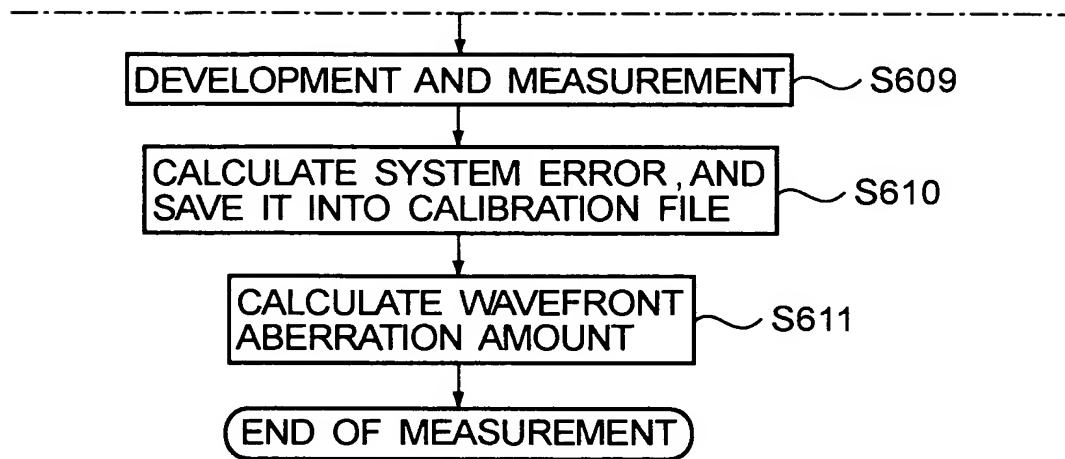 DEVELOPMENT AND MEASUREMENT S609
CALCULATE SYSTEM ERROR, AND
SAVE IT INTO CALIBRATION FILE
S610
CALCULATE WAVEFRONT
ABERRATION AMOUNT
S611
END OF MEASUREMENT